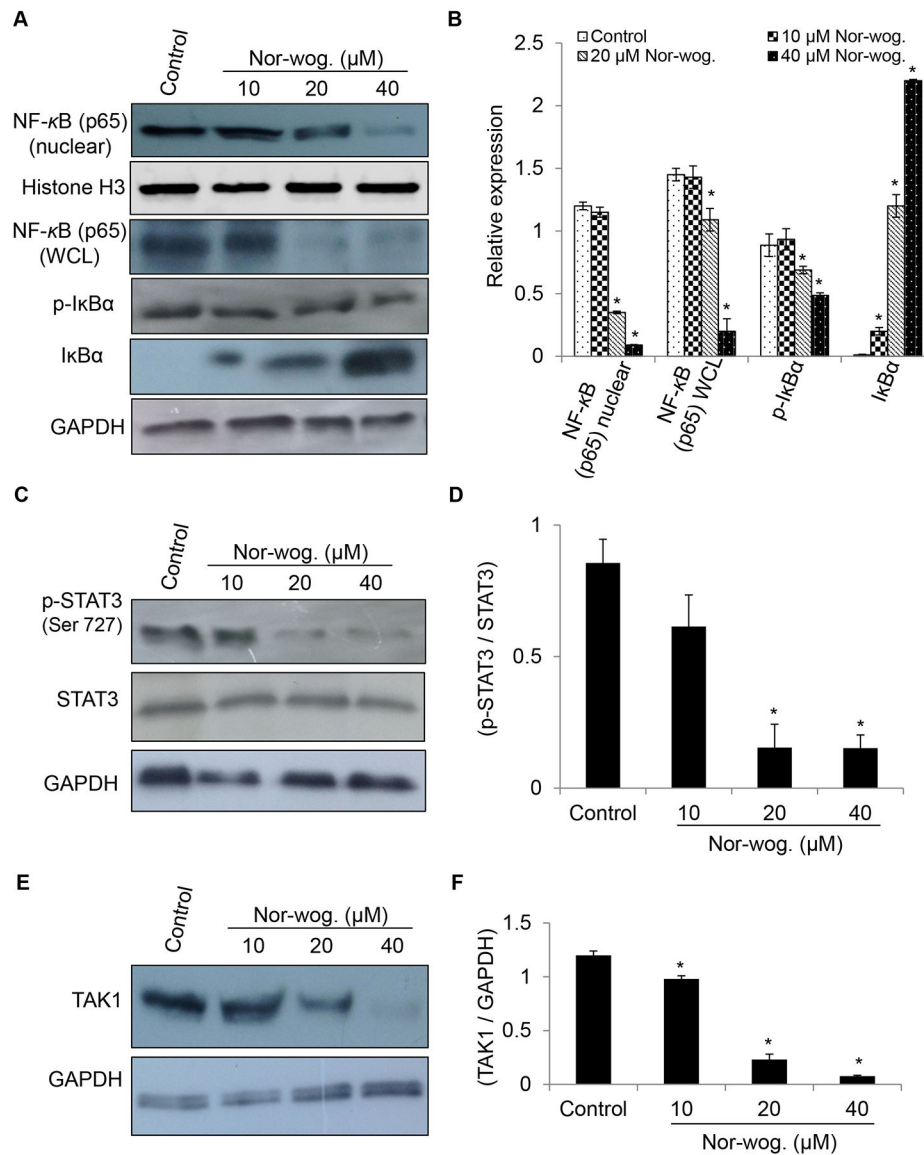 A
Control
Nor-wog. (µM)
10 20 40
NF-κB (p65)
(nuclear)
Histone H3
NF-κB (p65)
(WCL)
p-IκBα
IκBα
GAPDH
B
Control
10 µM Nor-wog.
20 µM Nor-wog.
40 µM Nor-wog.
Relative expression
2.5
2
1.5
1
0.5
0
* * * * * * * * *
NF-κB
(p65) nuclear
NF-κB
(p65) WCL
p-IκBα
IκBα
C
Control
Nor-wog. (µM)
10 20 40
p-STAT3
(Ser 727)
STAT3
GAPDH
D
(p-STAT3 / STAT3)
1
0.5
0
* *
Control 10 20 40
Nor-wog. (µM)
E
Control
Nor-wog. (µM)
10 20 40
TAK1
GAPDH
F
(TAK1 / GAPDH)
1.5
1
0.5
0
* * *
Control 10 20 40
Nor-wog. (µM)